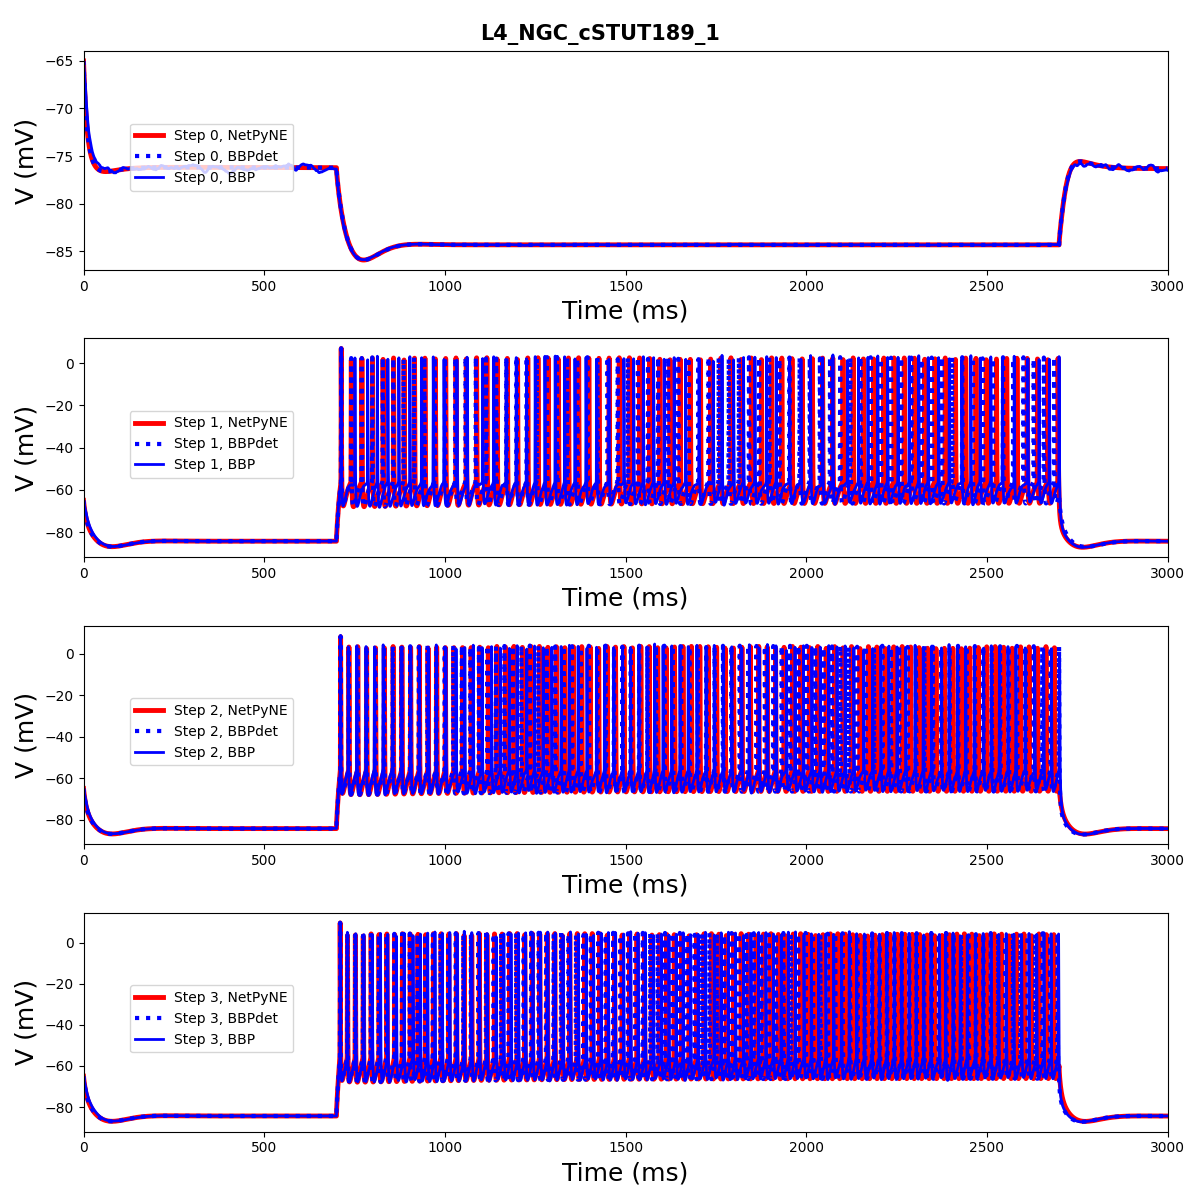 L4_NGC_cSTUT189_1
−65
−70
−75
−80
−85
V (mV)
Step 0, NetPyNE
Step 0, BBPdet
Step 0, BBP
0 500 1000 1500 2000 2500 3000
Time (ms)
0
−20
−40
−60
−80
V (mV)
Step 1, NetPyNE
Step 1, BBPdet
Step 1, BBP
0 500 1000 1500 2000 2500 3000
Time (ms)
0
−20
−40
−60
−80
V (mV)
Step 2, NetPyNE
Step 2, BBPdet
Step 2, BBP
0 500 1000 1500 2000 2500 3000
Time (ms)
0
−20
−40
−60
−80
V (mV)
Step 3, NetPyNE
Step 3, BBPdet
Step 3, BBP
0 500 1000 1500 2000 2500 3000
Time (ms)